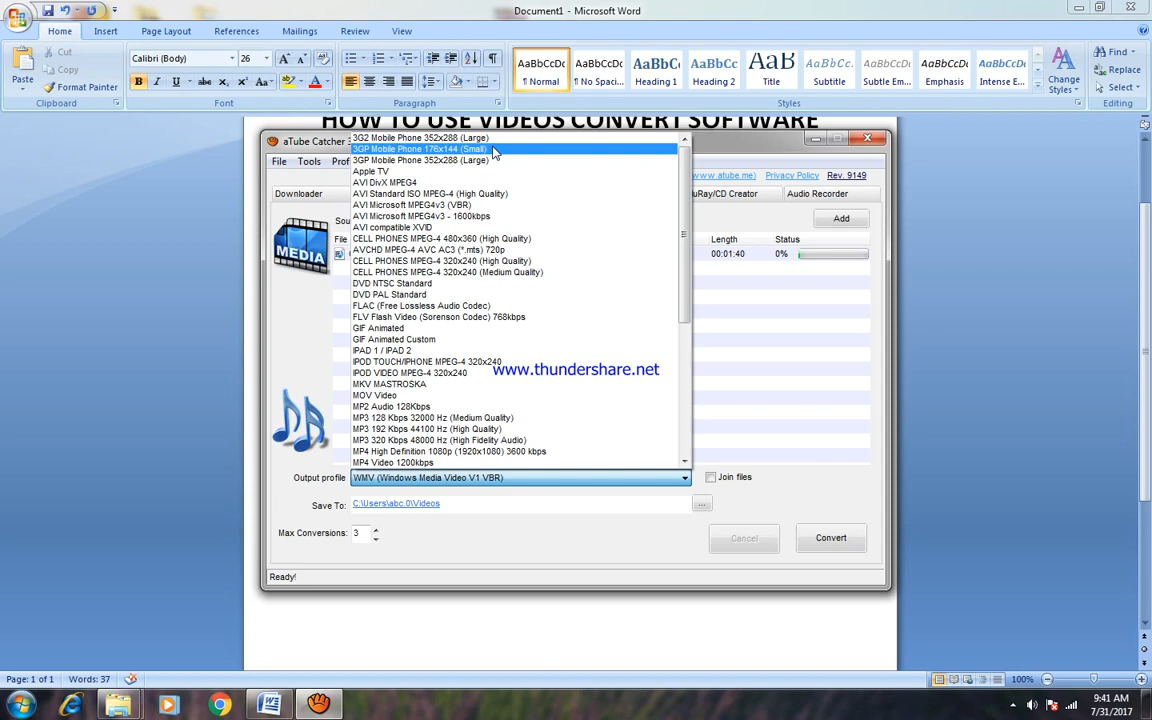 Document1 - Microsoft Word
Home Insert Page Layout References Mailings Review View
Paste
Cut
Copy
Format Painter
Clipboard
Calibri (Body) 26
Font
Paragraph
AaBbCcDc AaBbCcDc AaBbCc AaBbCc AaBb AaBbCc. AaBbCcDc AaBbCcDc AaBbCcDc
¶ Normal ¶ No Spaci... Heading 1 Heading 2 Title Subtitle Subtle Em... Emphasis Intense E...
Styles
Change
Styles
Find
Replace
Select
Editing
HOW TO USE VIDEOS CONVERT SOFTWARE
aTube Catcher 3
File Tools Prof
www.atube.me) Privacy Policy Rev. 9149
Downloader
uRay/CD Creator Audio Recorder
MEDIA
Sou
Add
File
Length Status
00:01:40 0%
3G2 Mobile Phone 352x288 (Large)
3GP Mobile Phone 176x144 (Small)
3GP Mobile Phone 352x288 (Large)
Apple TV
AVI DivX MPEG4
AVI Standard ISO MPEG-4 (High Quality)
AVI Microsoft MPEG4v3 (VBR)
AVI Microsoft MPEG4v3 - 1600kbps
AVI compatible XVID
CELL PHONES MPEG-4 480x360 (High Quality)
AVCHD MPEG-4 AVC AC3 (*.mts) 720p
CELL PHONES MPEG-4 320x240 (High Quality)
CELL PHONES MPEG-4 320x240 (Medium Quality)
DVD NTSC Standard
DVD PAL Standard
FLAC (Free Lossless Audio Codec)
FLV Flash Video (Sorenson Codec) 768kbps
GIF Animated
GIF Animated Custom
IPAD 1 / IPAD 2
IPOD TOUCH/IPHONE MPEG-4 320x240
IPOD VIDEO MPEG-4 320x240
MKV MASTROSKA
MOV Video
MP2 Audio 128Kbps
MP3 128 Kbps 32000 Hz (Medium Quality)
MP3 192 Kbps 44100 Hz (High Quality)
MP3 320 Kbps 48000 Hz (High Fidelity Audio)
MP4 High Definition 1080p (1920x1080) 3600 kbps
MP4 Video 1200kbps
www.thundershare.net
Output profile WMV (Windows Media Video V1 VBR) Join files
Save To: C:\Users\abc.0\Videos ...
Max Conversions: 3
Cancel Convert
Ready!
Page: 1 of 1 Words: 37 100%
9:41 AM
7/31/2017